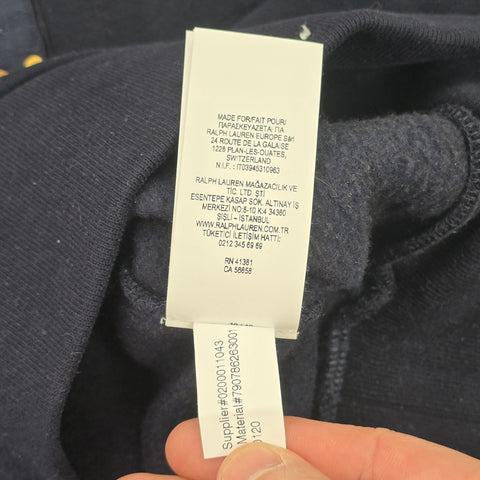 MADE FOR/FAIT POUR/
ΠΑΡΑΣΚΕΥΑΖΕΤΑΙ ΓΙΑ
RALPH LAUREN EUROPE Sàrl
24 ROUTE DE LA GALAISE
1228 PLAN-LES-OUATES,
SWITZERLAND
N.I.F. : IT03945310963
RALPH LAUREN MAĞAZACILIK VE
TİC. LTD. ŞTİ
ESENTEPE KASAP SOK. ALTINAY İŞ
MERKEZİ NO:8-10 K:4 34360
ŞİŞLİ – İSTANBUL
WWW.RALPHLAUREN.COM.TR
TÜKETİCİ İLETİŞİM HATTI:
0212 345 69 69
RN 41381
CA 56658
Supplier#0200011043
Material#790786263001
0120